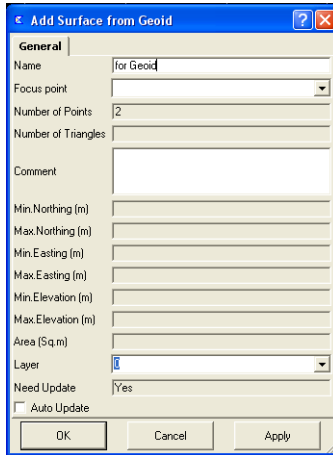 Add Surface from Geoid
General
Name for Geoid
Focus point
Number of Points 2
Number of Triangles
Comment
Min.Northing (m)
Max.Northing (m)
Min.Easting (m)
Max.Easting (m)
Min.Elevation (m)
Max.Elevation (m)
Area (Sq.m)
Layer 0
Need Update Yes
Auto Update
OK Cancel Apply